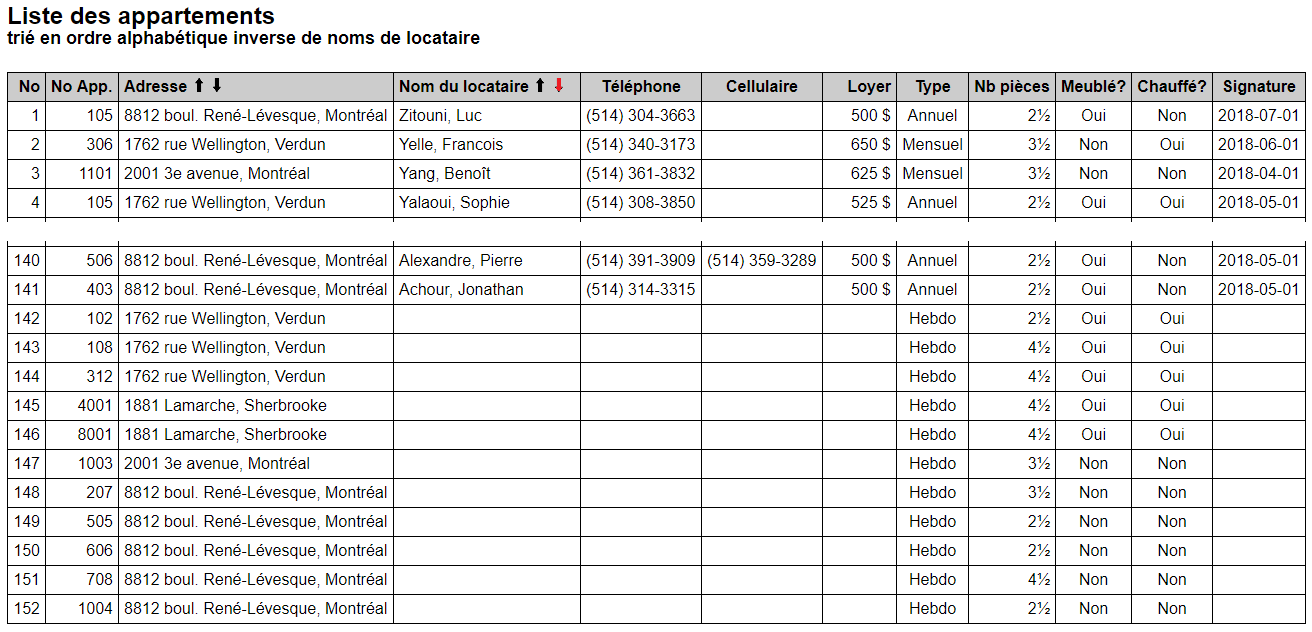 Liste des appartements
trié en ordre alphabétique inverse de noms de locataire
No No App. Adresse ⬆ ⬇ Nom du locataire ⬆ ⬇ Téléphone Cellulaire Loyer Type Nb pièces Meublé? Chauffé? Signature
1 105 8812 boul. René-Lévesque, Montréal Zitouni, Luc (514) 304-3663 500 $ Annuel 2½ Oui Non 2018-07-01
2 306 1762 rue Wellington, Verdun Yelle, Francois (514) 340-3173 650 $ Mensuel 3½ Non Oui 2018-06-01
3 1101 2001 3e avenue, Montréal Yang, Benoît (514) 361-3832 625 $ Mensuel 3½ Non Non 2018-04-01
4 105 1762 rue Wellington, Verdun Yalaoui, Sophie (514) 308-3850 525 $ Annuel 2½ Oui Oui 2018-05-01
140 506 8812 boul. René-Lévesque, Montréal Alexandre, Pierre (514) 391-3909 (514) 359-3289 500 $ Annuel 2½ Oui Non 2018-05-01
141 403 8812 boul. René-Lévesque, Montréal Achour, Jonathan (514) 314-3315 500 $ Annuel 2½ Oui Non 2018-05-01
142 102 1762 rue Wellington, Verdun Hebdo 2½ Oui Oui
143 108 1762 rue Wellington, Verdun Hebdo 4½ Oui Oui
144 312 1762 rue Wellington, Verdun Hebdo 4½ Oui Oui
145 4001 1881 Lamarche, Sherbrooke Hebdo 4½ Oui Oui
146 8001 1881 Lamarche, Sherbrooke Hebdo 4½ Oui Oui
147 1003 2001 3e avenue, Montréal Hebdo 3½ Non Non
148 207 8812 boul. René-Lévesque, Montréal Hebdo 3½ Non Non
149 505 8812 boul. René-Lévesque, Montréal Hebdo 2½ Non Non
150 606 8812 boul. René-Lévesque, Montréal Hebdo 2½ Non Non
151 708 8812 boul. René-Lévesque, Montréal Hebdo 4½ Non Non
152 1004 8812 boul. René-Lévesque, Montréal Hebdo 2½ Non Non